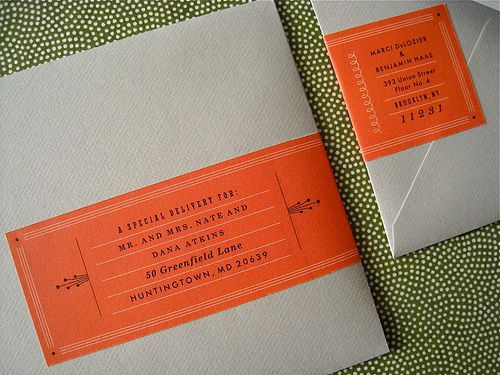 A SPECIAL DELIVERY FOR:
MR. AND MRS. NATE AND
DANA ATKINS
50 Greenfield Lane
HUNTINGTOWN, MD 20639
MARCI DeLOZIER
&
BENJAMIN HAAS
393 Union Street
Floor No. 4
BROOKLYN, NY
11231